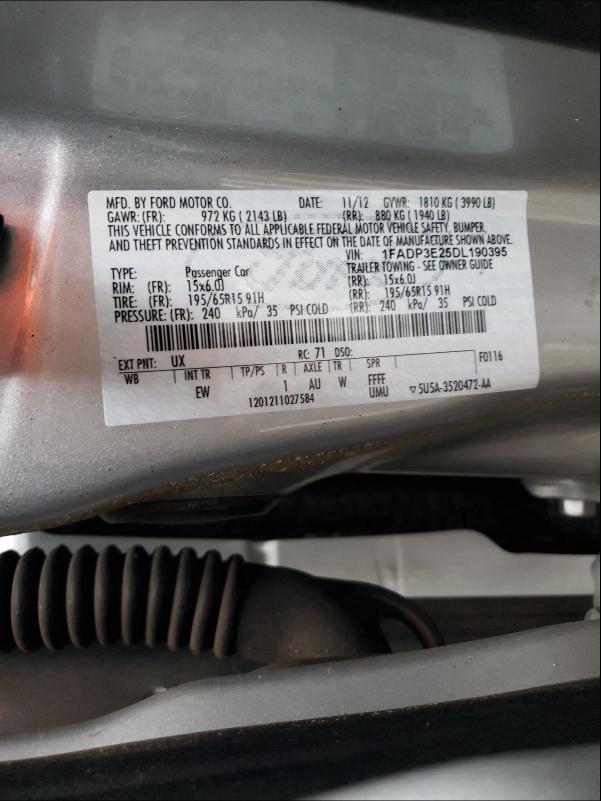 MFD. BY FORD MOTOR CO. DATE: 11/12 GVWR: 1810 KG ( 3990 LB)
GAWR: (FR): 972 KG ( 2143 LB) (RR): 880 KG ( 1940 LB)
THIS VEHICLE CONFORMS TO ALL APPLICABLE FEDERAL MOTOR VEHICLE SAFETY, BUMPER,
AND THEFT PREVENTION STANDARDS IN EFFECT ON THE DATE OF MANUFACTURE SHOWN ABOVE.
VIN: 1FADP3E25DL190395
TYPE: Passenger Car TRAILER TOWING - SEE OWNER GUIDE
RIM: (FR): 15x6.0J (RR): 15x6.0J
TIRE: (FR): 195/65R15 91H (RR): 195/65R15 91H
PRESSURE: (FR): 240 kPa/ 35 PSI COLD (RR): 240 kPa/ 35 PSI COLD
EXT PNT: UX RC: 71 DSO: F0116
WB INT TR TP/PS R AXLE TR SPR
EW 1 AU W FFFF
UMU ▽ 5U5A-3520472-AA
1201211027584